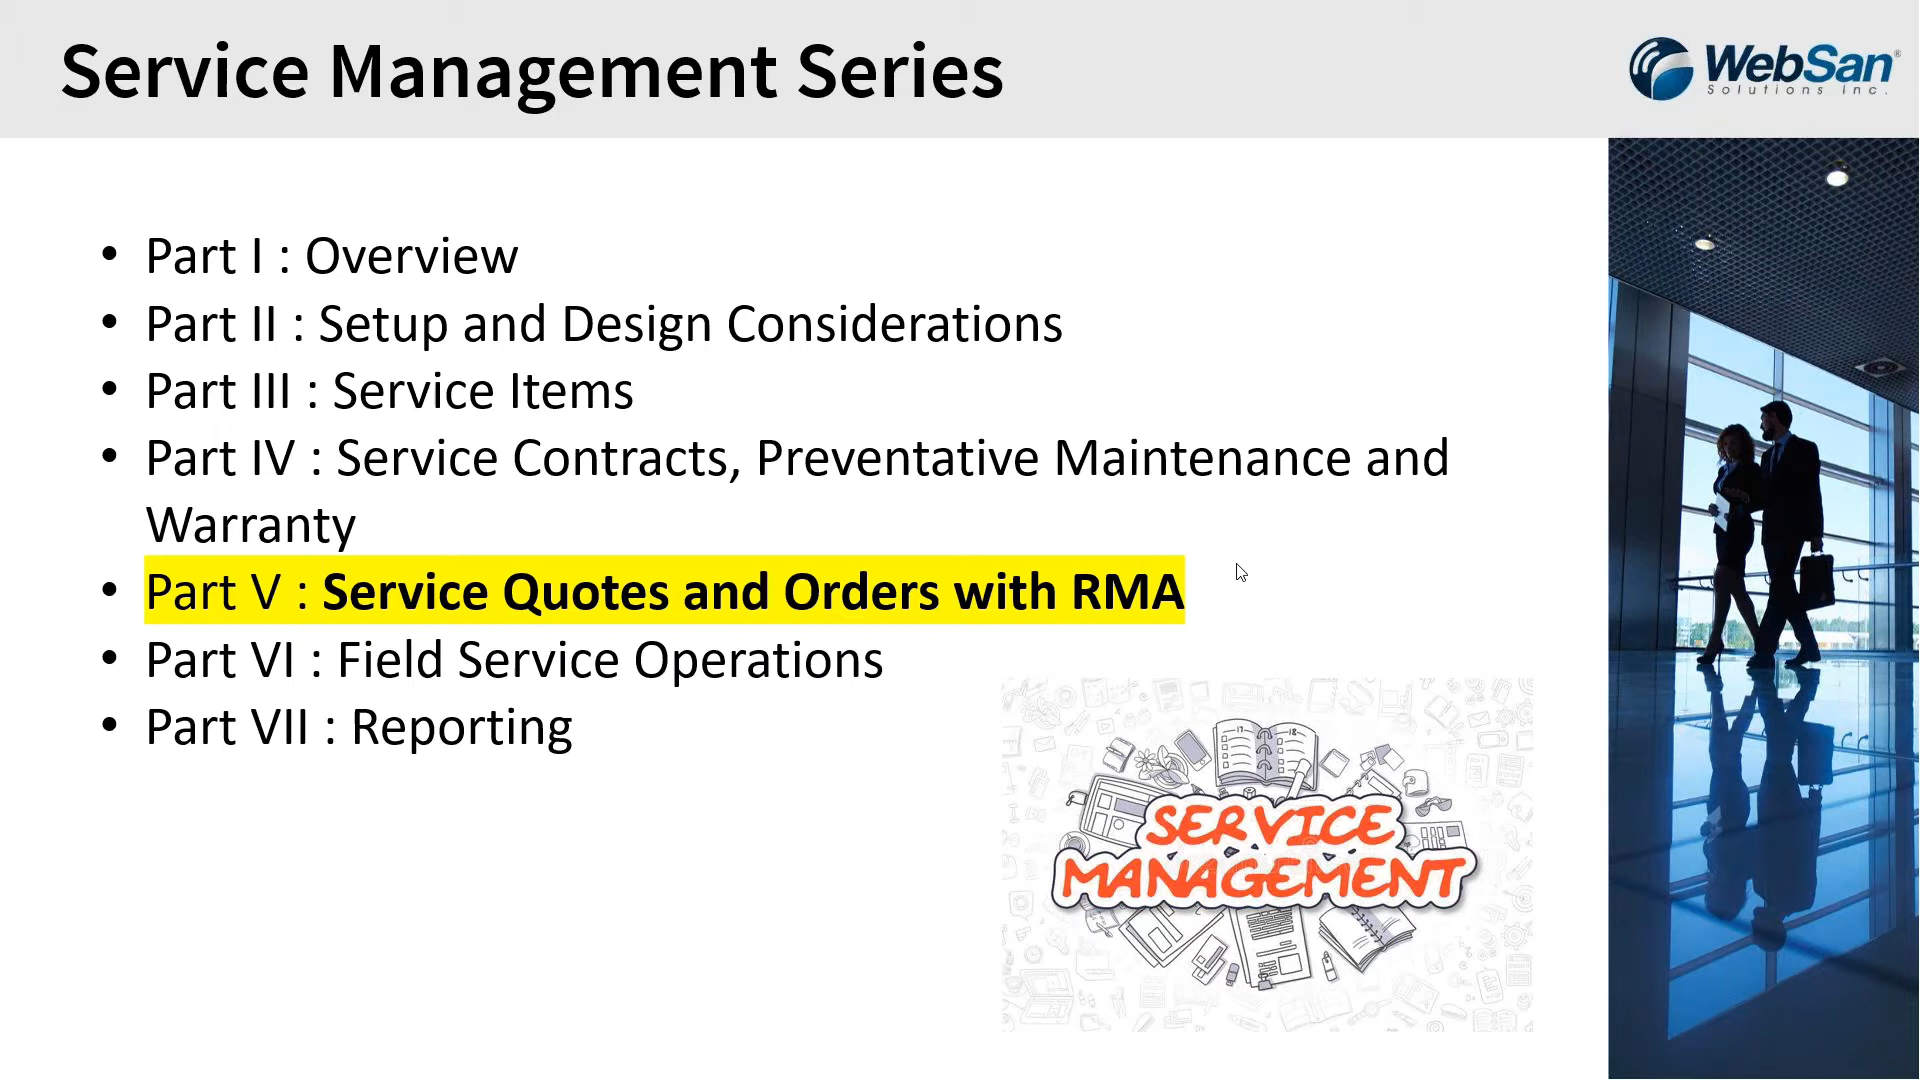 Service Management Series
WebSan®
Solutions Inc.
• Part I : Overview
• Part II : Setup and Design Considerations
• Part III : Service Items
• Part IV : Service Contracts, Preventative Maintenance and
Warranty
• Part V : Service Quotes and Orders with RMA
• Part VI : Field Service Operations
• Part VII : Reporting
17
18
SERVICE
MANAGEMENT